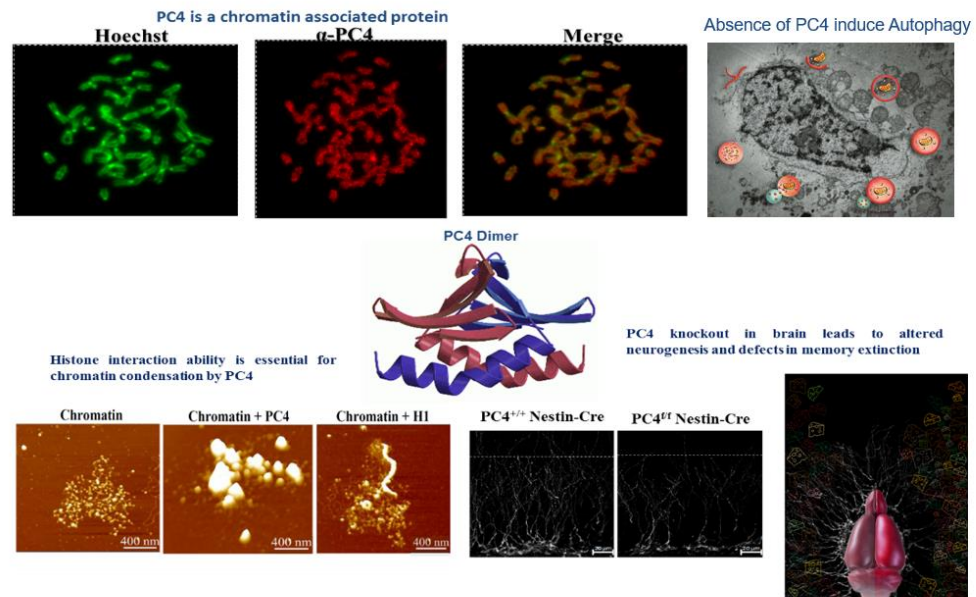 PC4 is a chromatin associated protein
Hoechst
α-PC4
Merge
Absence of PC4 induce Autophagy
PC4 Dimer
Histone interaction ability is essential for
chromatin condensation by PC4
PC4 knockout in brain leads to altered
neurogenesis and defects in memory extinction
Chromatin
Chromatin + PC4
Chromatin + H1
400 nm
400 nm
400 nm
PC4+/+ Nestin-Cre
PC4f/f Nestin-Cre